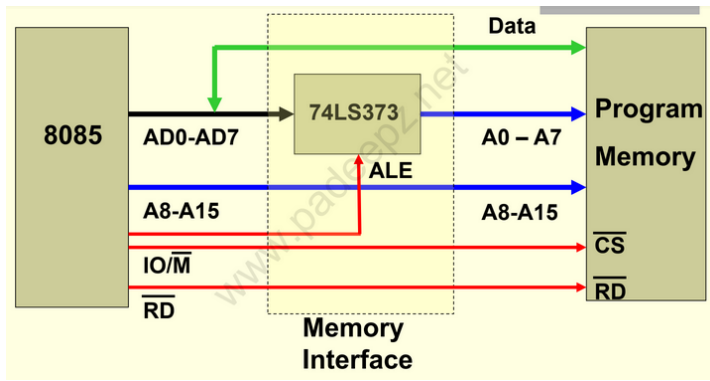 Data
8085
74LS373
Program
Memory
AD0-AD7
A0 – A7
ALE
A8-A15
A8-A15
CS
IO/M
RD
RD
Memory
Interface
www.padeepz.net